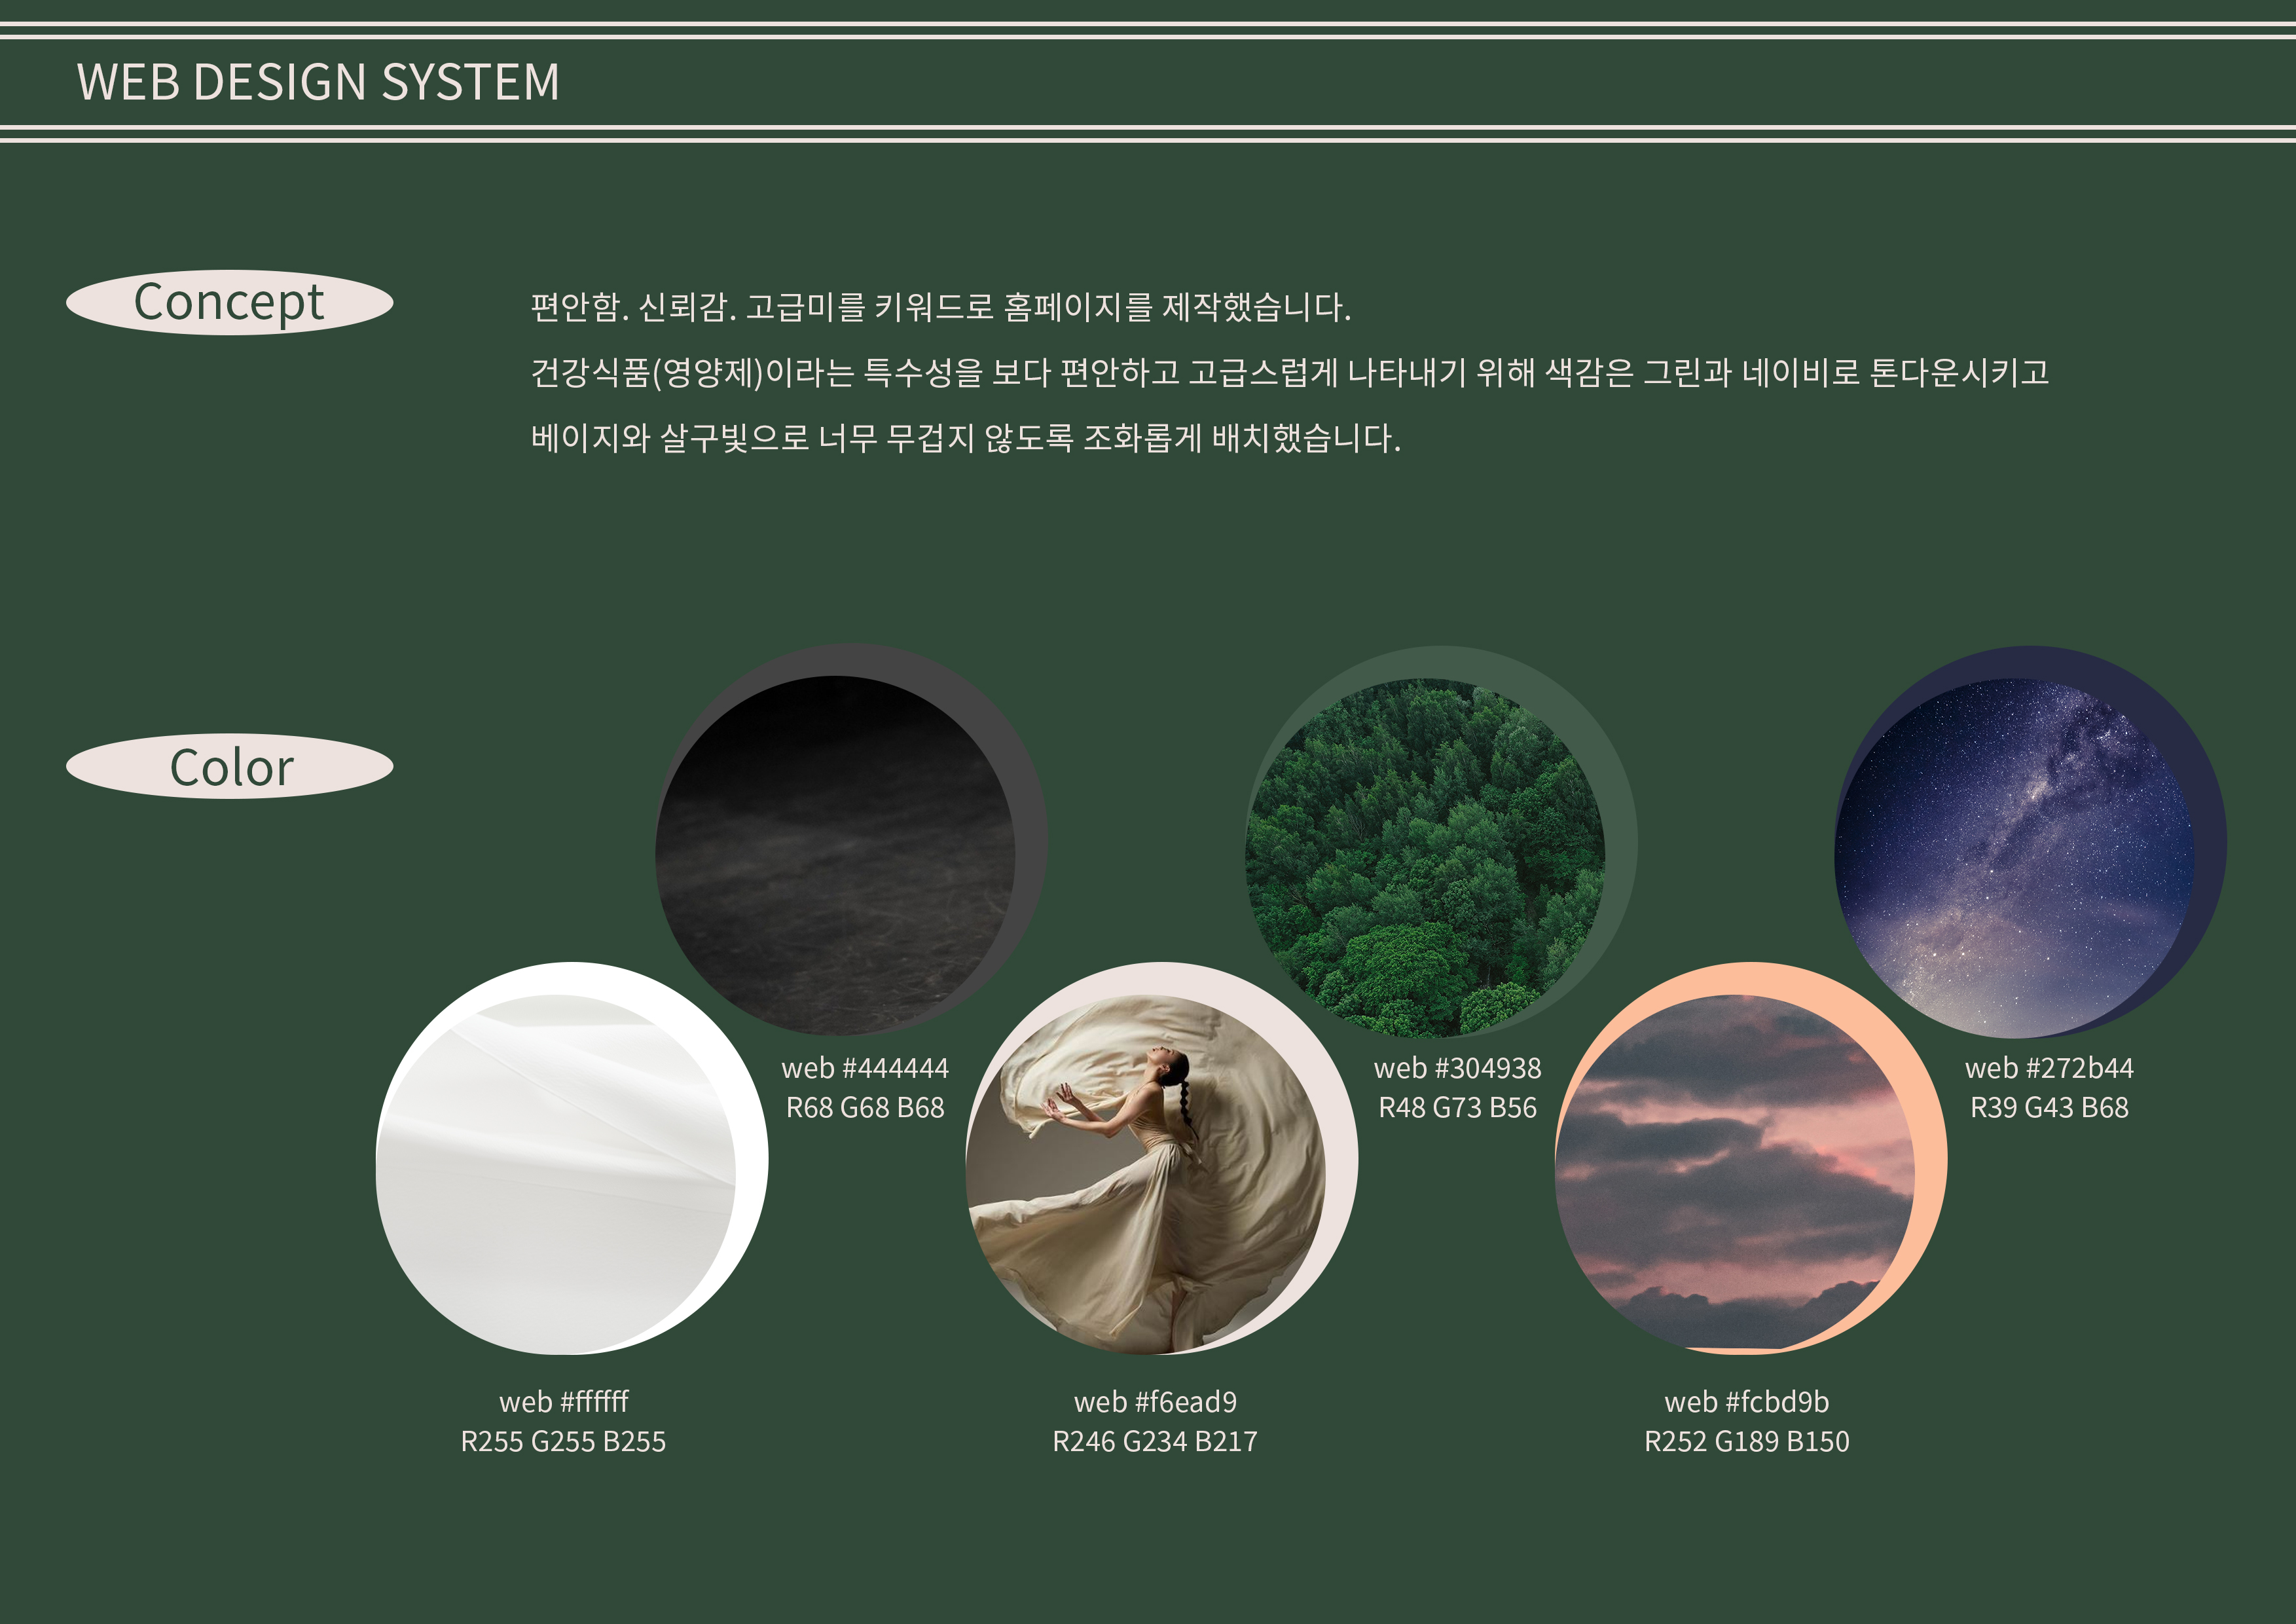 WEB DESIGN SYSTEM
Concept
편안함. 신뢰감. 고급미를 키워드로 홈페이지를 제작했습니다.
건강식품(영양제)이라는 특수성을 보다 편안하고 고급스럽게 나타내기 위해 색감은 그린과 네이비로 톤다운시키고
베이지와 살구빛으로 너무 무겁지 않도록 조화롭게 배치했습니다.
Color
web #444444
R68 G68 B68
web #304938
R48 G73 B56
web #272b44
R39 G43 B68
web #ffffff
R255 G255 B255
web #f6ead9
R246 G234 B217
web #fcbd9b
R252 G189 B150